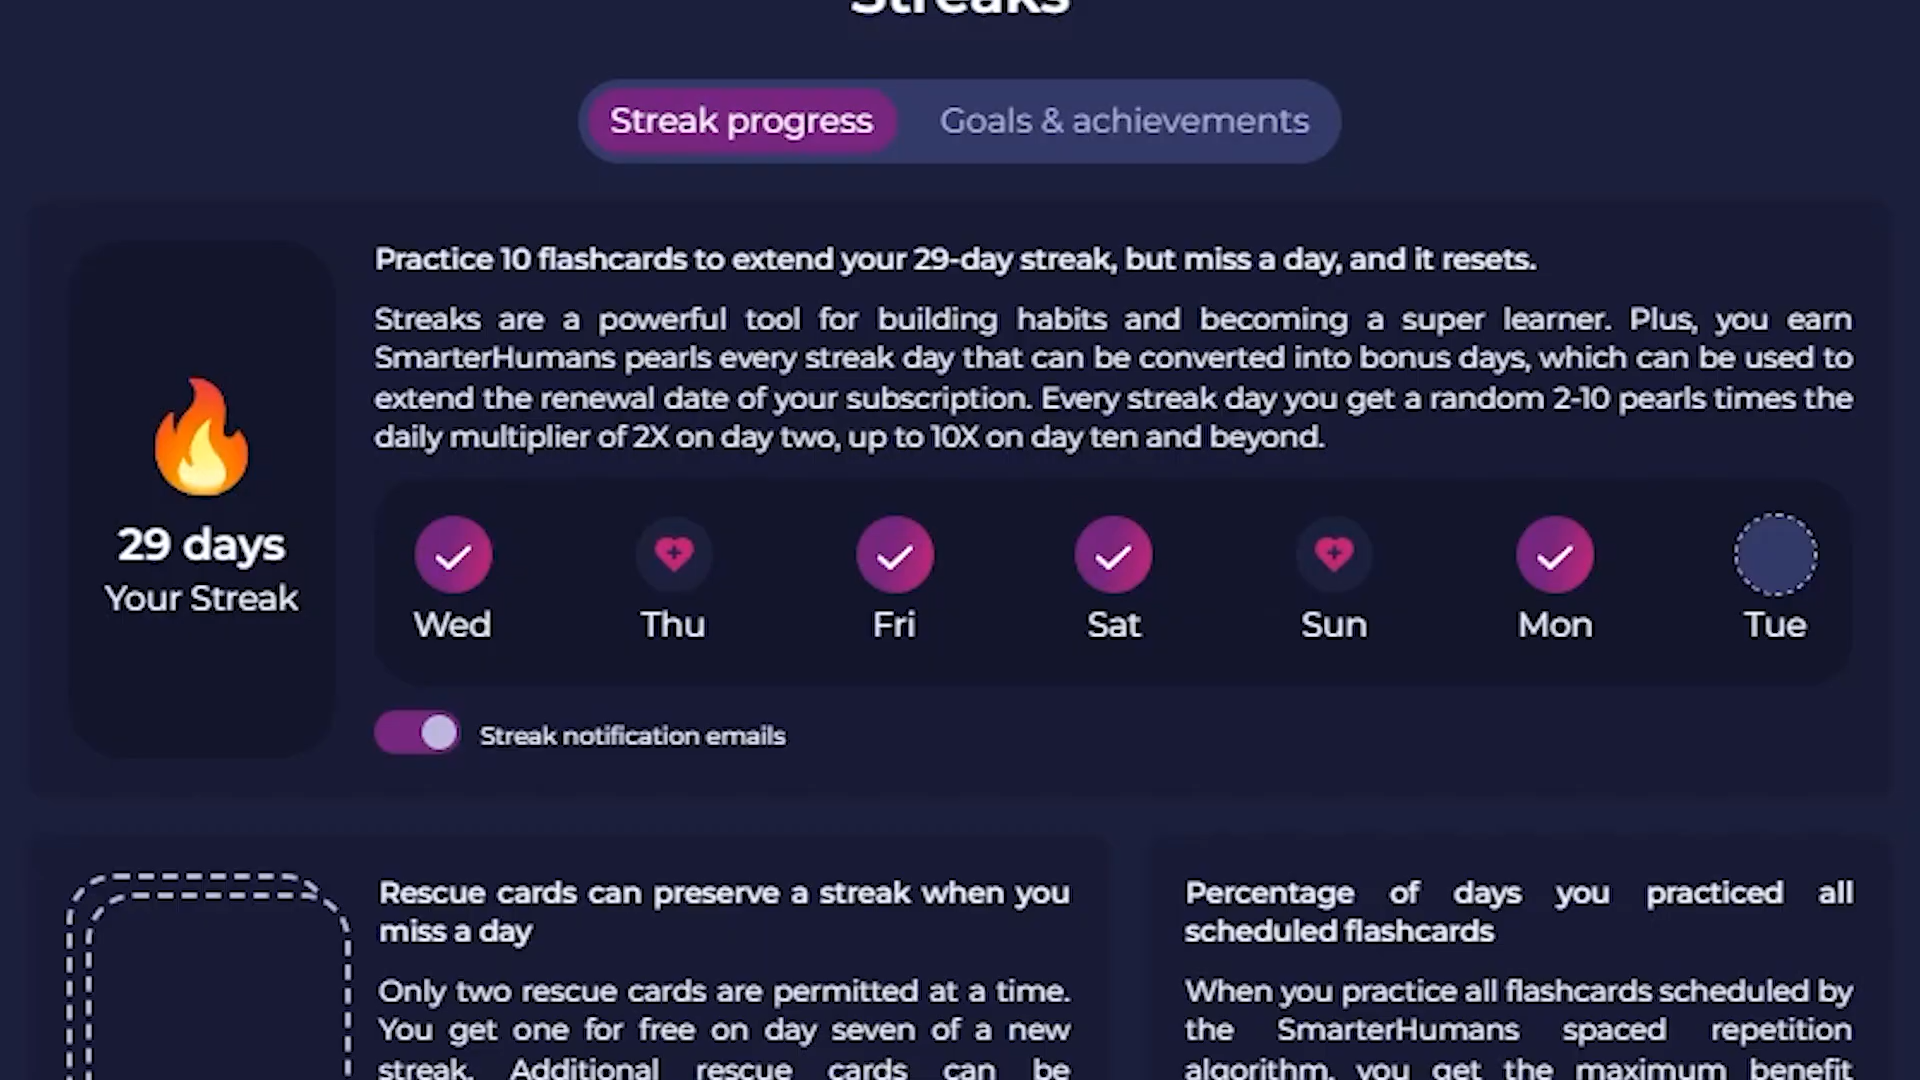 Streaks
Streak progress
Goals & achievements
29 days
Your Streak
Practice 10 flashcards to extend your 29-day streak, but miss a day, and it resets.
Streaks are a powerful tool for building habits and becoming a super learner. Plus, you earn
SmarterHumans pearls every streak day that can be converted into bonus days, which can be used to
extend the renewal date of your subscription. Every streak day you get a random 2-10 pearls times the
daily multiplier of 2X on day two, up to 10X on day ten and beyond.
Wed
Thu
Fri
Sat
Sun
Mon
Tue
Streak notification emails
Rescue cards can preserve a streak when you
miss a day
Only two rescue cards are permitted at a time.
You get one for free on day seven of a new
streak. Additional rescue cards can be
Percentage of days you practiced all
scheduled flashcards
When you practice all flashcards scheduled by
the SmarterHumans spaced repetition
algorithm, you get the maximum benefit